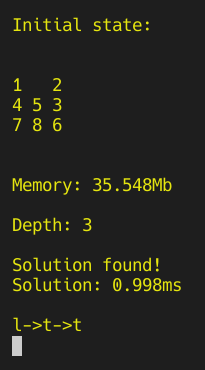 Initial state:
1   2
4 5 3
7 8 6
Memory: 35.548Mb
Depth: 3
Solution found!
Solution: 0.998ms
l->t->t